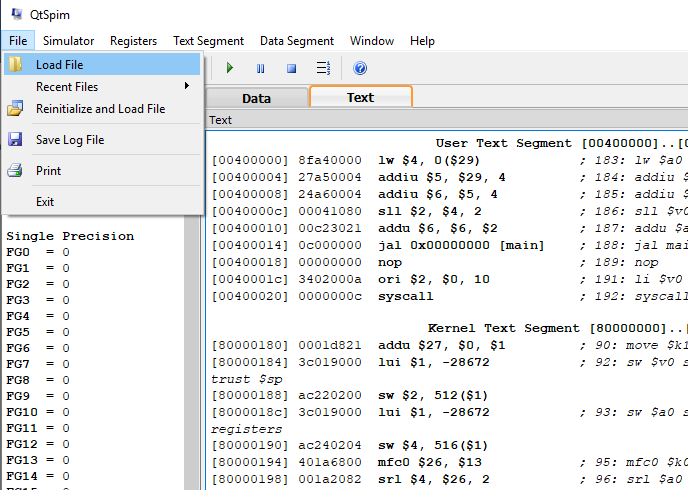 QtSpim
File Simulator Registers Text Segment Data Segment Window Help
Load File
Recent Files
Reinitialize and Load File
Save Log File
Print
Exit
Single Precision
FG0 = 0
FG1 = 0
FG2 = 0
FG3 = 0
FG4 = 0
FG5 = 0
FG6 = 0
FG7 = 0
FG8 = 0
FG9 = 0
FG10 = 0
FG11 = 0
FG12 = 0
FG13 = 0
FG14 = 0
Data Text
Text
User Text Segment [00400000]..[0
[00400000] 8fa40000 lw $4, 0($29) ; 183: lw $a0
[00400004] 27a50004 addiu $5, $29, 4 ; 184: addiu $
[00400008] 24a60004 addiu $6, $5, 4 ; 185: addiu $
[0040000c] 00041080 sll $2, $4, 2 ; 186: sll $v0
[00400010] 00c23021 addu $6, $6, $2 ; 187: addu $a
[00400014] 0c000000 jal 0x00000000 [main] ; 188: jal mai
[00400018] 00000000 nop ; 189: nop
[0040001c] 3402000a ori $2, $0, 10 ; 191: li $v0
[00400020] 0000000c syscall ; 192: syscall
Kernel Text Segment [80000000]..[
[80000180] 0001d821 addu $27, $0, $1 ; 90: move $k1
[80000184] 3c019000 lui $1, -28672 ; 92: sw $v0 s
trust $sp
[80000188] ac220200 sw $2, 512($1)
[8000018c] 3c019000 lui $1, -28672 ; 93: sw $a0 s
registers
[80000190] ac240204 sw $4, 516($1)
[80000194] 401a6800 mfc0 $26, $13 ; 95: mfc0 $k0
[80000198] 001a2082 srl $4, $26, 2 ; 96: srl $a0